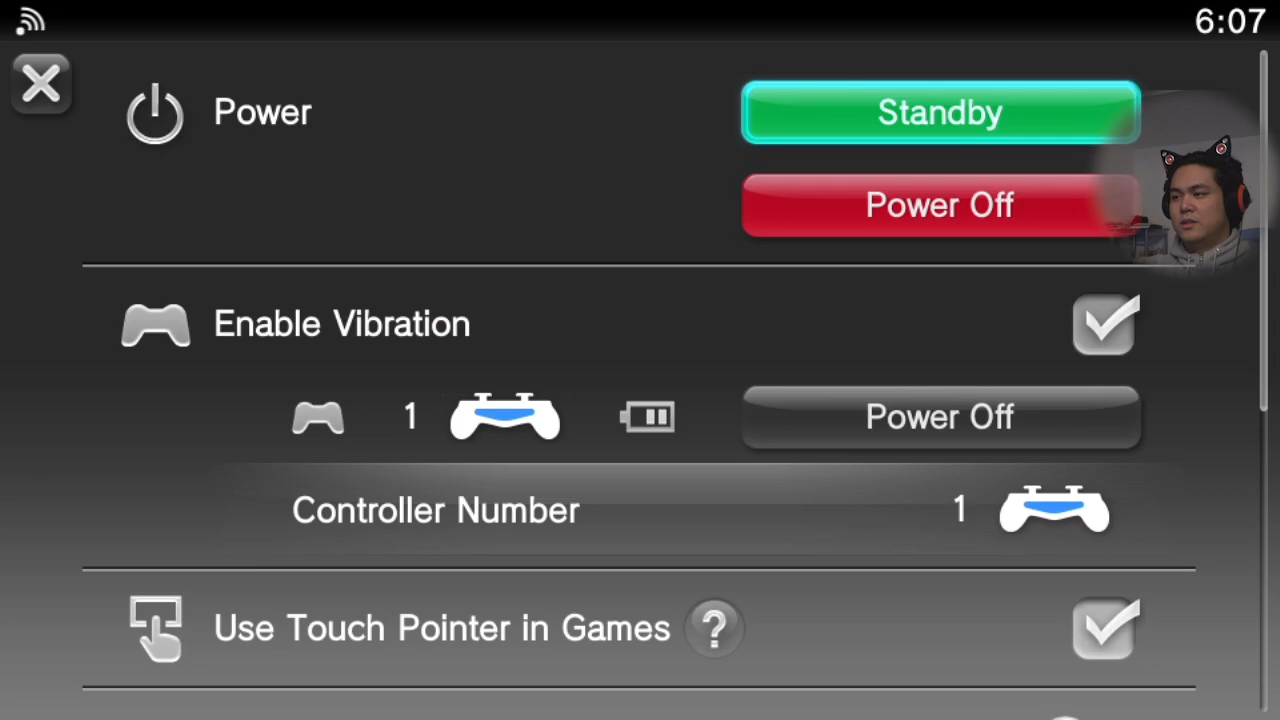 6:07
Power
Standby
Power Off
Enable Vibration
1
Power Off
Controller Number
1
Use Touch Pointer in Games
?